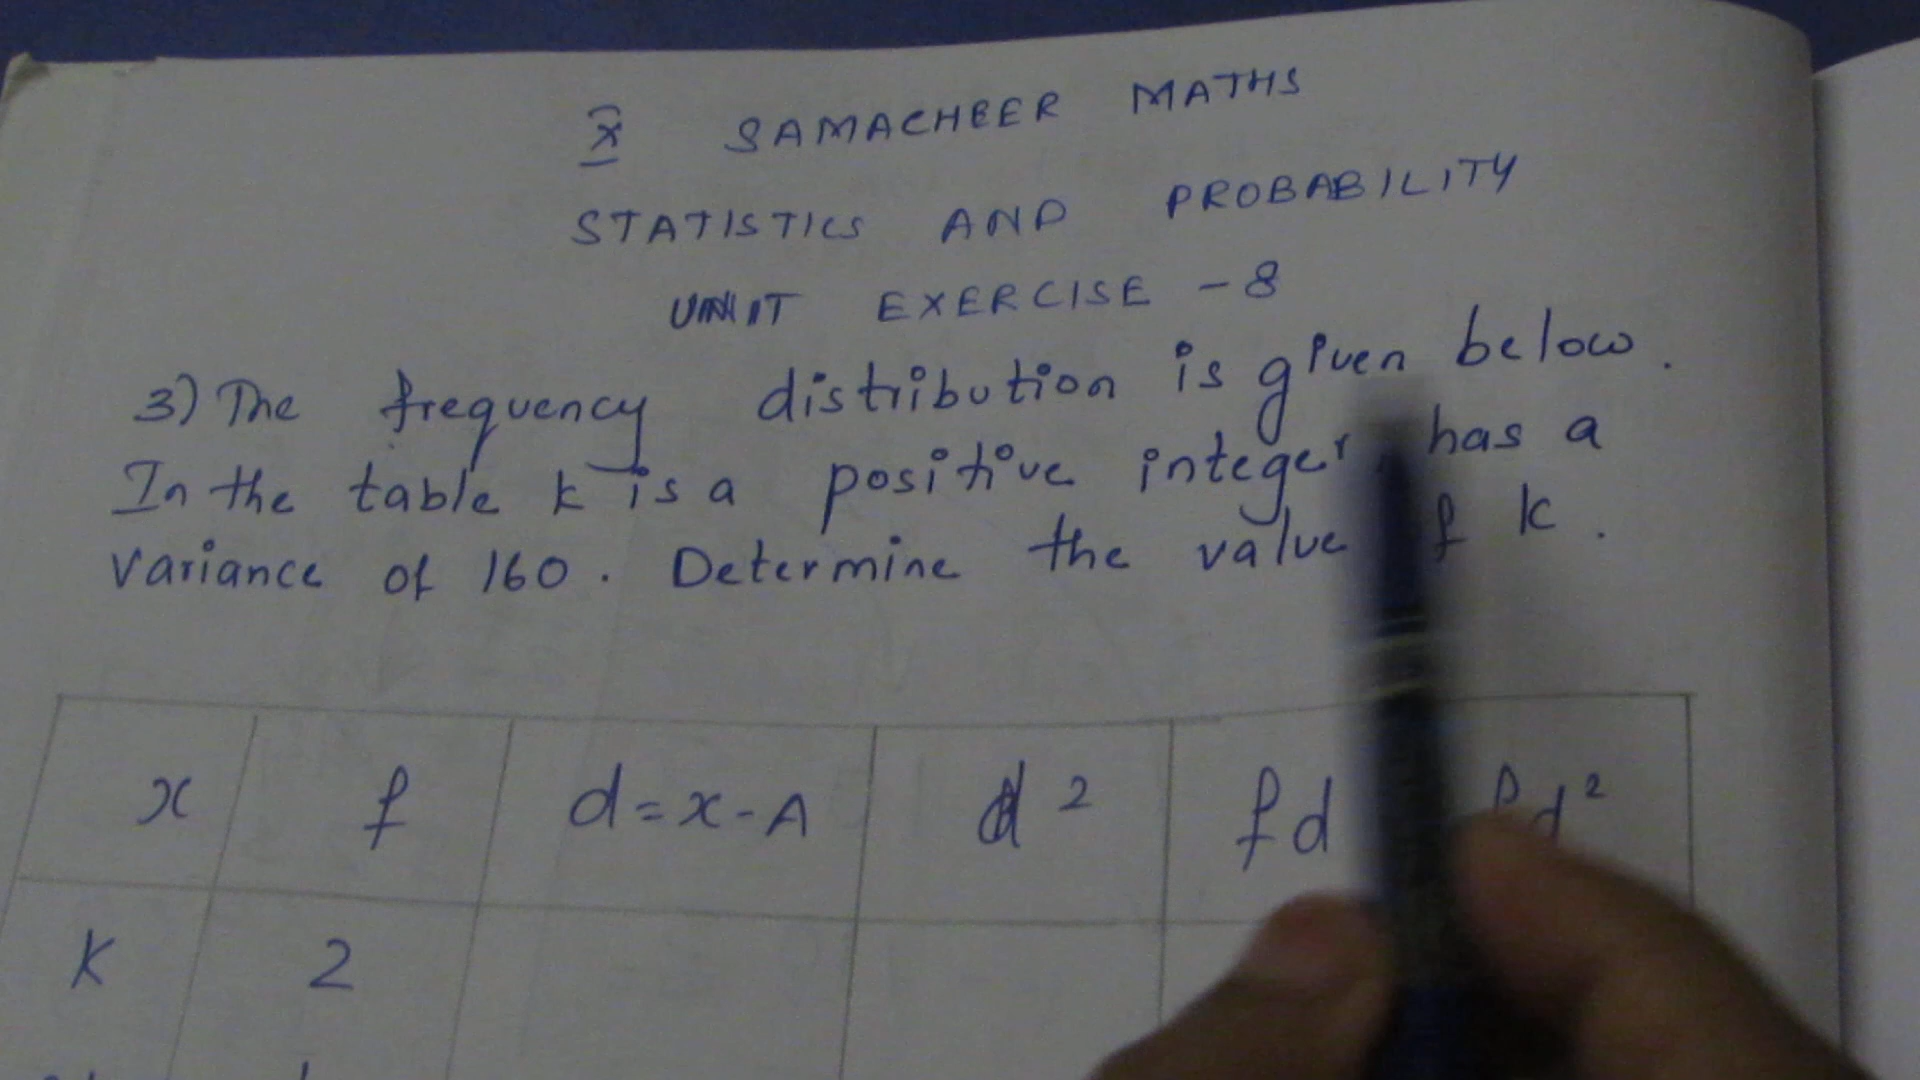 X SAMACHEER MATHS
STATISTICS AND PROBABILITY
UNIT EXERCISE - 8
3) The frequency distribution is given below.
In the table k is a positive integer, has a
variance of 160. Determine the value f k.
x f d = x - A d² fd fd²
K 2